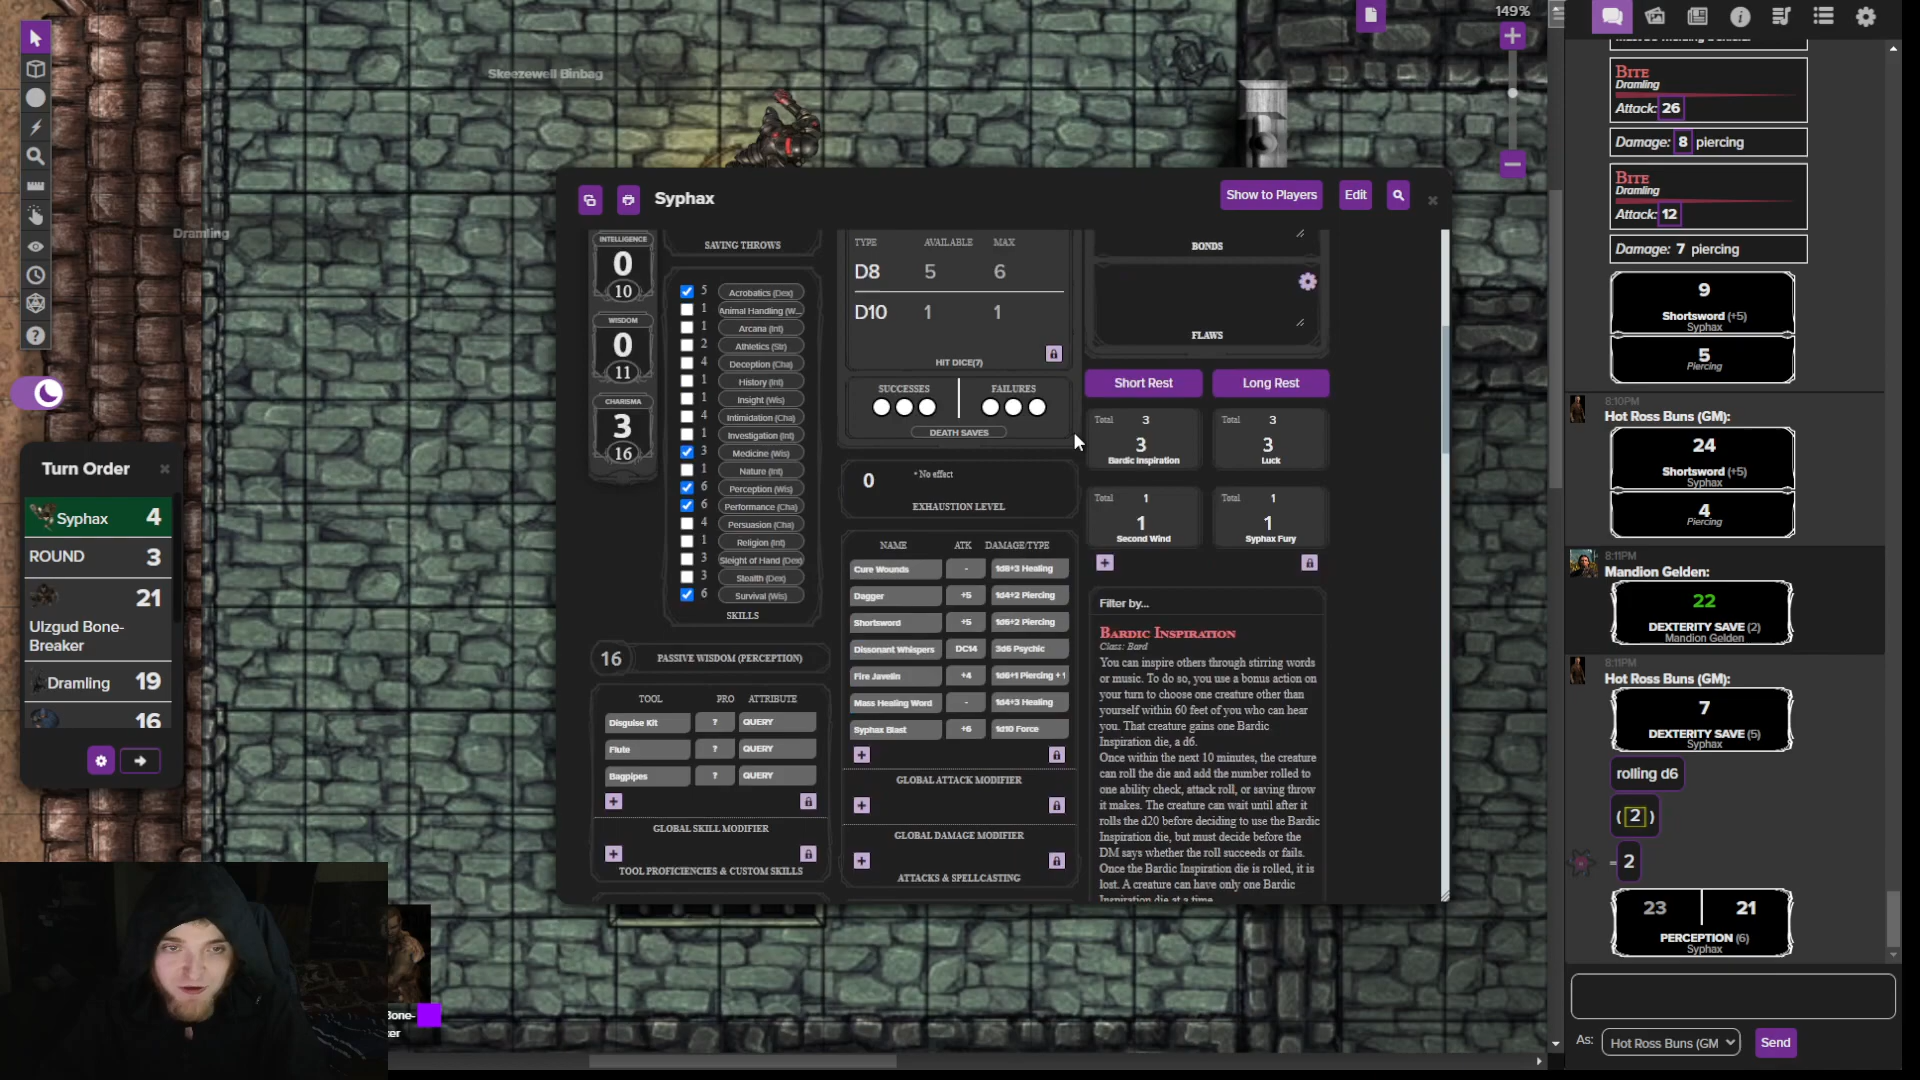 149%
Skeezewell Binbag
Dramling
Syphax
Show to Players
Edit
INTELLIGENCE
0
10
WISDOM
0
11
CHARISMA
3
16
SAVING THROWS
5 Acrobatics (Dex)
1 Animal Handling (W...
1 Arcana (Int)
2 Athletics (Str)
4 Deception (Cha)
1 History (Int)
1 Insight (Wis)
4 Intimidation (Cha)
1 Investigation (Int)
3 Medicine (Wis)
1 Nature (Int)
6 Perception (Wis)
6 Performance (Cha)
4 Persuasion (Cha)
1 Religion (Int)
3 Sleight of Hand (Dex)
3 Stealth (Dex)
6 Survival (Wis)
SKILLS
16 PASSIVE WISDOM (PERCEPTION)
TOOL PRO ATTRIBUTE
Disguise Kit ? QUERY
Flute ? QUERY
Bagpipes ? QUERY
GLOBAL SKILL MODIFIER
TOOL PROFICIENCIES & CUSTOM SKILLS
TYPE AVAILABLE MAX
D8 5 6
D10 1 1
HIT DICE(7)
SUCCESSES FAILURES
DEATH SAVES
0 • No effect
EXHAUSTION LEVEL
NAME ATK DAMAGE/TYPE
Cure Wounds - 1d8+3 Healing
Dagger +5 1d4+2 Piercing
Shortsword +5 1d6+2 Piercing
Dissonant Whispers DC14 3d6 Psychic
Fire Javelin +4 1d6+1 Piercing + 1
Mass Healing Word - 1d4+3 Healing
Syphax Blast +6 1d10 Force
GLOBAL ATTACK MODIFIER
GLOBAL DAMAGE MODIFIER
ATTACKS & SPELLCASTING
BONDS
FLAWS
Short Rest
Long Rest
Total 3
3
Bardic Inspiration
Total 3
3
Luck
Total 1
1
Second Wind
Total 1
1
Syphax Fury
Filter by...
BARDIC INSPIRATION
Class: Bard
You can inspire others through stirring words
or music. To do so, you use a bonus action on
your turn to choose one creature other than
yourself within 60 feet of you who can hear
you. That creature gains one Bardic
Inspiration die, a d6.
Once within the next 10 minutes, the creature
can roll the die and add the number rolled to
one ability check, attack roll, or saving throw
it makes. The creature can wait until after it
rolls the d20 before deciding to use the Bardic
Inspiration die, but must decide before the
DM says whether the roll succeeds or fails.
Once the Bardic Inspiration die is rolled, it is
lost. A creature can have only one Bardic
Inspiration die at a time.
Turn Order
Syphax 4
ROUND 3
21
Ulzgud Bone-
Breaker
Dramling 19
16
Bone-
ker
BITE
Dramling
Attack: 26
Damage: 8 piercing
BITE
Dramling
Attack: 12
Damage: 7 piercing
9
Shortsword (+5)
Syphax
5
Piercing
8:10PM
Hot Ross Buns (GM):
24
Shortsword (+5)
Syphax
4
Piercing
8:11PM
Mandion Gelden:
22
DEXTERITY SAVE (2)
Mandion Gelden
8:11PM
Hot Ross Buns (GM):
7
DEXTERITY SAVE (5)
Syphax
rolling d6
(2)
=2
23 21
PERCEPTION (6)
Syphax
As: Hot Ross Buns (GM
Send